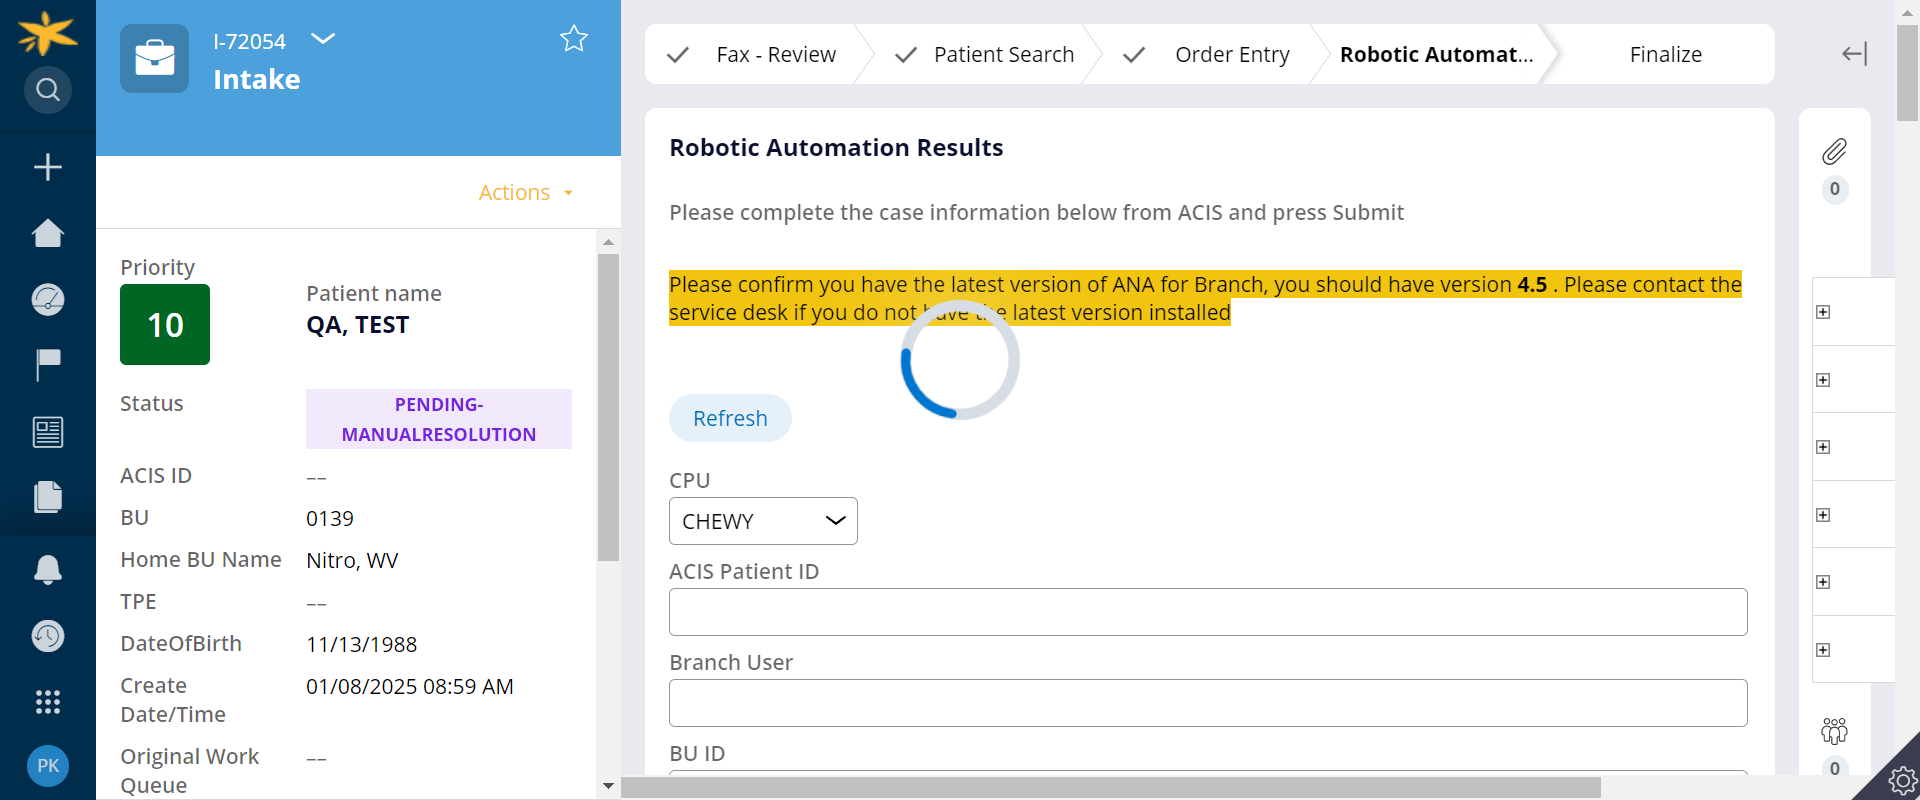 I-72054
Intake
Actions
Priority
10
Patient name
QA, TEST
Status
PENDING-
MANUALRESOLUTION
ACIS ID
––
BU
0139
Home BU Name
Nitro, WV
TPE
––
DateOfBirth
11/13/1988
Create
Date/Time
01/08/2025 08:59 AM
Original Work
Queue
––
PK
Fax - Review
Patient Search
Order Entry
Robotic Automat...
Finalize
Robotic Automation Results
Please complete the case information below from ACIS and press Submit
Please confirm you have the latest version of ANA for Branch, you should have version 4.5 . Please contact the
service desk if you do not have the latest version installed
Refresh
CPU
CHEWY
ACIS Patient ID
Branch User
BU ID
0
0